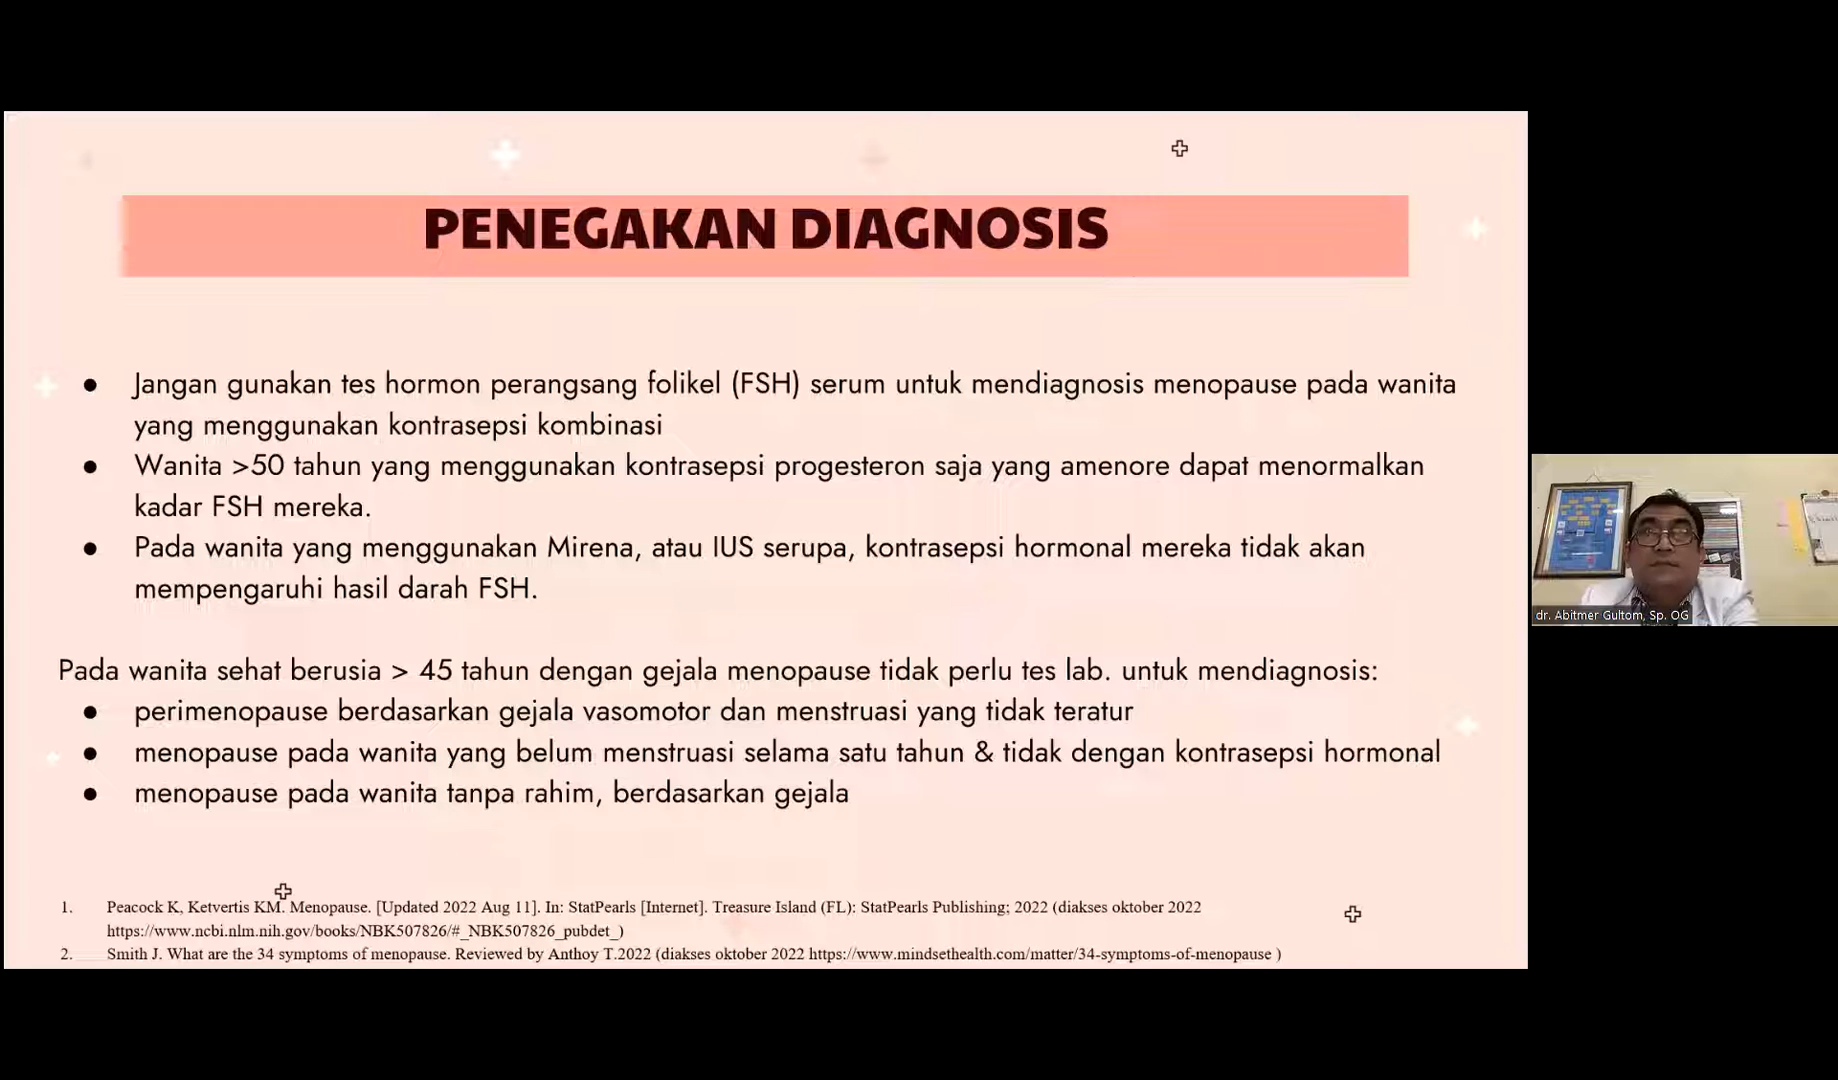 PENEGAKAN DIAGNOSIS
● Jangan gunakan tes hormon perangsang folikel (FSH) serum untuk mendiagnosis menopause pada wanita
yang menggunakan kontrasepsi kombinasi
● Wanita >50 tahun yang menggunakan kontrasepsi progesteron saja yang amenore dapat menormalkan
kadar FSH mereka.
● Pada wanita yang menggunakan Mirena, atau IUS serupa, kontrasepsi hormonal mereka tidak akan
mempengaruhi hasil darah FSH.
Pada wanita sehat berusia > 45 tahun dengan gejala menopause tidak perlu tes lab. untuk mendiagnosis:
● perimenopause berdasarkan gejala vasomotor dan menstruasi yang tidak teratur
● menopause pada wanita yang belum menstruasi selama satu tahun & tidak dengan kontrasepsi hormonal
● menopause pada wanita tanpa rahim, berdasarkan gejala
1. Peacock K, Ketvertis KM. Menopause. [Updated 2022 Aug 11]. In: StatPearls [Internet]. Treasure Island (FL): StatPearls Publishing; 2022 (diakses oktober 2022
https://www.ncbi.nlm.nih.gov/books/NBK507826/#_NBK507826_pubdet_)
2. Smith J. What are the 34 symptoms of menopause. Reviewed by Anthoy T.2022 (diakses oktober 2022 https://www.mindsethealth.com/matter/34-symptoms-of-menopause )
dr. Abitmer Gultom, Sp. OG